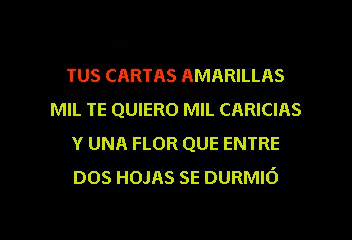 TUS CARTAS AMARILLAS
MIL TE QUIERO MIL CARICIAS
Y UNA FLOR QUE ENTRE
DOS HOJAS SE DURMIÓ